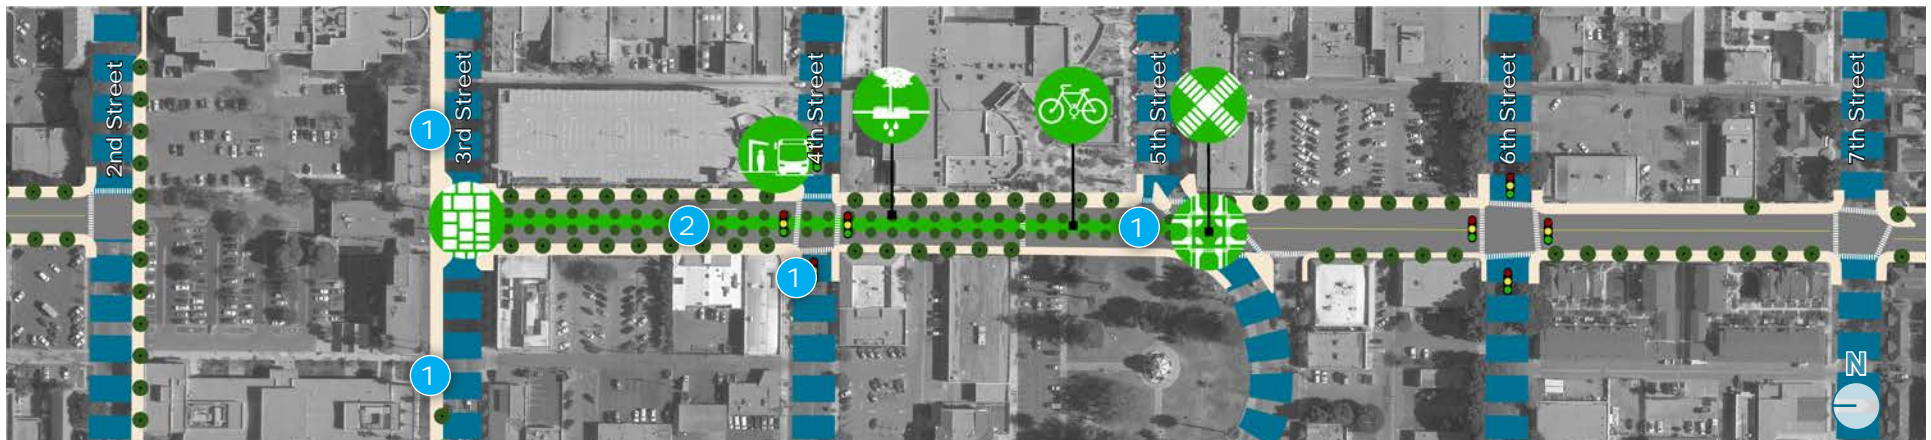 2nd Street
3rd Street
4th Street
5th Street
6th Street
7th Street
1
2
1
1
1
N